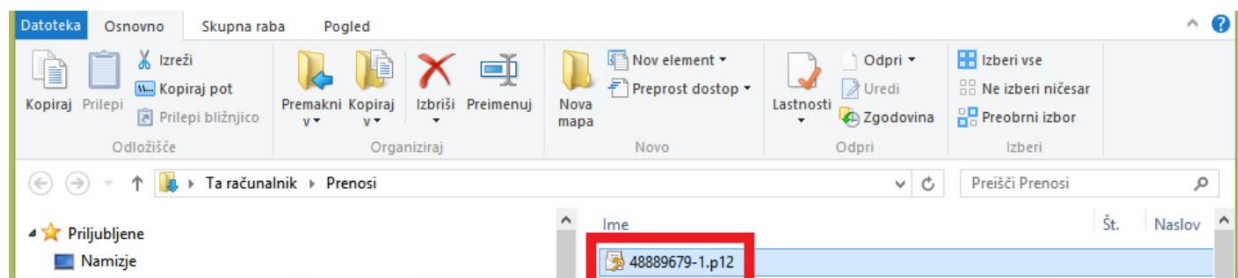 Datoteka Osnovno Skupna raba Pogled
Kopiraj
Prilepi
Izreži
Kopiraj pot
Prilepi bližnjico
Odložišče
Premakni v
Kopiraj v
Izbriši
Preimenuj
Organiziraj
Nova mapa
Nov element
Preprost dostop
Novo
Lastnosti
Odpri
Uredi
Zgodovina
Odpri
Izberi vse
Ne izberi ničesar
Preobrni izbor
Izberi
Ta računalnik Prenosi
Preišči Prenosi
Priljubljene
Namizje
Ime Št. Naslov
48889679-1.p12